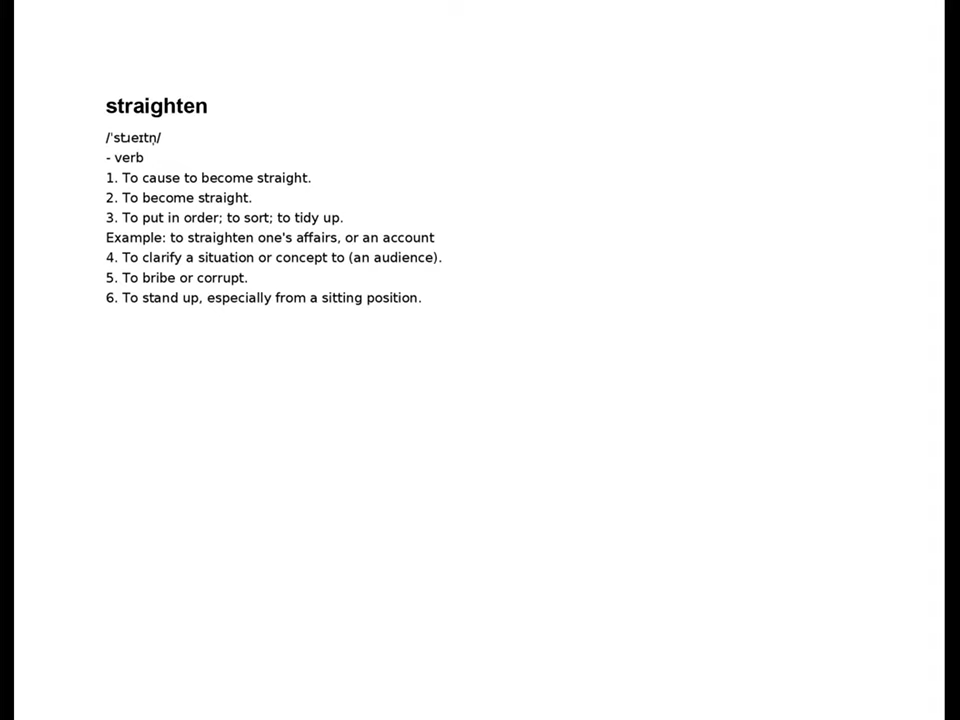 straighten
/ˈstɹeɪtn̩/
- verb
1. To cause to become straight.
2. To become straight.
3. To put in order; to sort; to tidy up.
Example: to straighten one's affairs, or an account
4. To clarify a situation or concept to (an audience).
5. To bribe or corrupt.
6. To stand up, especially from a sitting position.